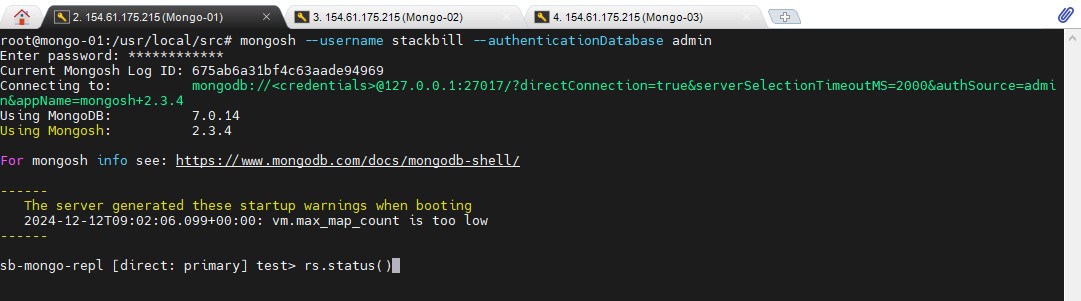 2. 154.61.175.215 (Mongo-01)
3. 154.61.175.215 (Mongo-02)
4. 154.61.175.215 (Mongo-03)
root@mongo-01:/usr/local/src# mongosh --username stackbill --authenticationDatabase admin
Enter password: ************
Current Mongosh Log ID: 675ab6a31bf4c63aade94969
Connecting to: mongodb://<credentials>@127.0.0.1:27017/?directConnection=true&serverSelectionTimeoutMS=2000&authSource=admi
n&appName=mongosh+2.3.4
Using MongoDB: 7.0.14
Using Mongosh: 2.3.4
For mongosh info see: https://www.mongodb.com/docs/mongodb-shell/
------
The server generated these startup warnings when booting
2024-12-12T09:02:06.099+00:00: vm.max_map_count is too low
------
sb-mongo-repl [direct: primary] test> rs.status()